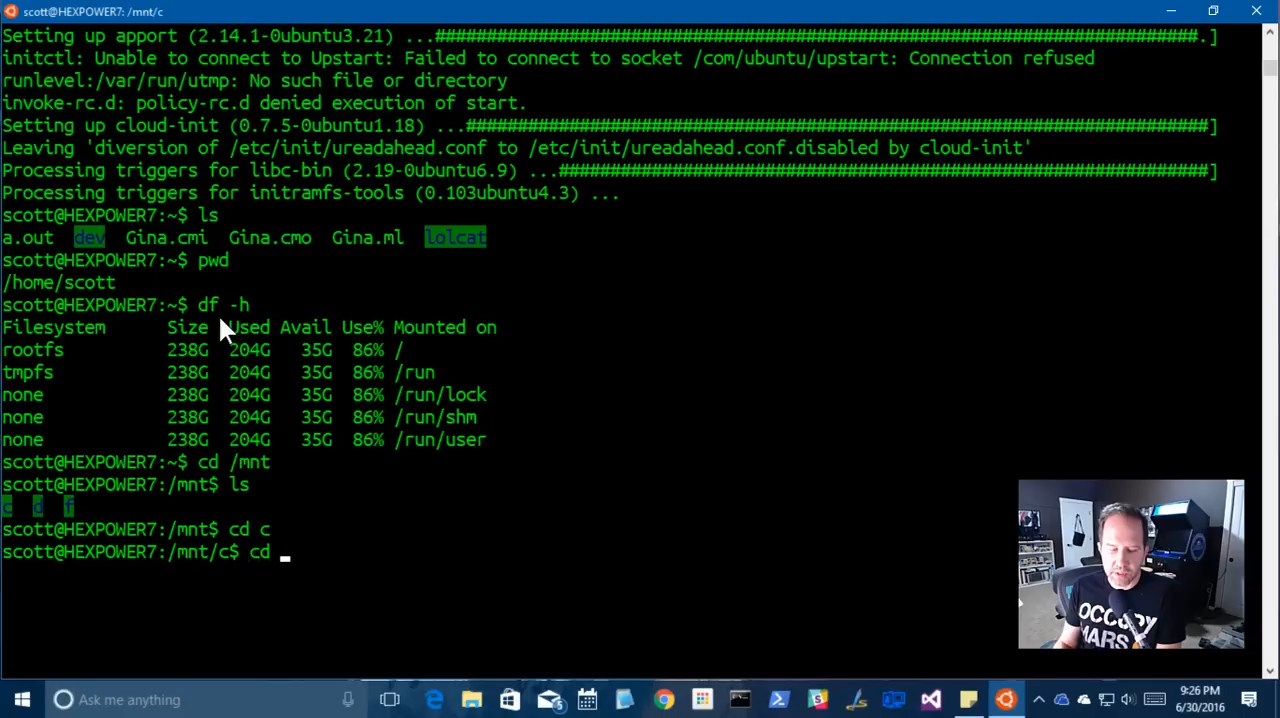 scott@HEXPOWER7: /mnt/c
Setting up apport (2.14.1-0ubuntu3.21) ...##########################################################################.]
initctl: Unable to connect to Upstart: Failed to connect to socket /com/ubuntu/upstart: Connection refused
runlevel:/var/run/utmp: No such file or directory
invoke-rc.d: policy-rc.d denied execution of start.
Setting up cloud-init (0.7.5-0ubuntu1.18) ...########################################################################]
Leaving 'diversion of /etc/init/ureadahead.conf to /etc/init/ureadahead.conf.disabled by cloud-init'
Processing triggers for libc-bin (2.19-0ubuntu6.9) ...###############################################################]
Processing triggers for initramfs-tools (0.103ubuntu4.3) ...
scott@HEXPOWER7:~$ ls
a.out  dev  Gina.cmi  Gina.cmo  Gina.ml  lolcat
scott@HEXPOWER7:~$ pwd
/home/scott
scott@HEXPOWER7:~$ df -h
Filesystem      Size  Used Avail Use% Mounted on
rootfs          238G  204G   35G  86% /
tmpfs           238G  204G   35G  86% /run
none            238G  204G   35G  86% /run/lock
none            238G  204G   35G  86% /run/shm
none            238G  204G   35G  86% /run/user
scott@HEXPOWER7:~$ cd /mnt
scott@HEXPOWER7:/mnt$ ls
c  d  f
scott@HEXPOWER7:/mnt$ cd c
scott@HEXPOWER7:/mnt/c$ cd _
OCCUPY
MARS
Ask me anything
9:26 PM
6/30/2016